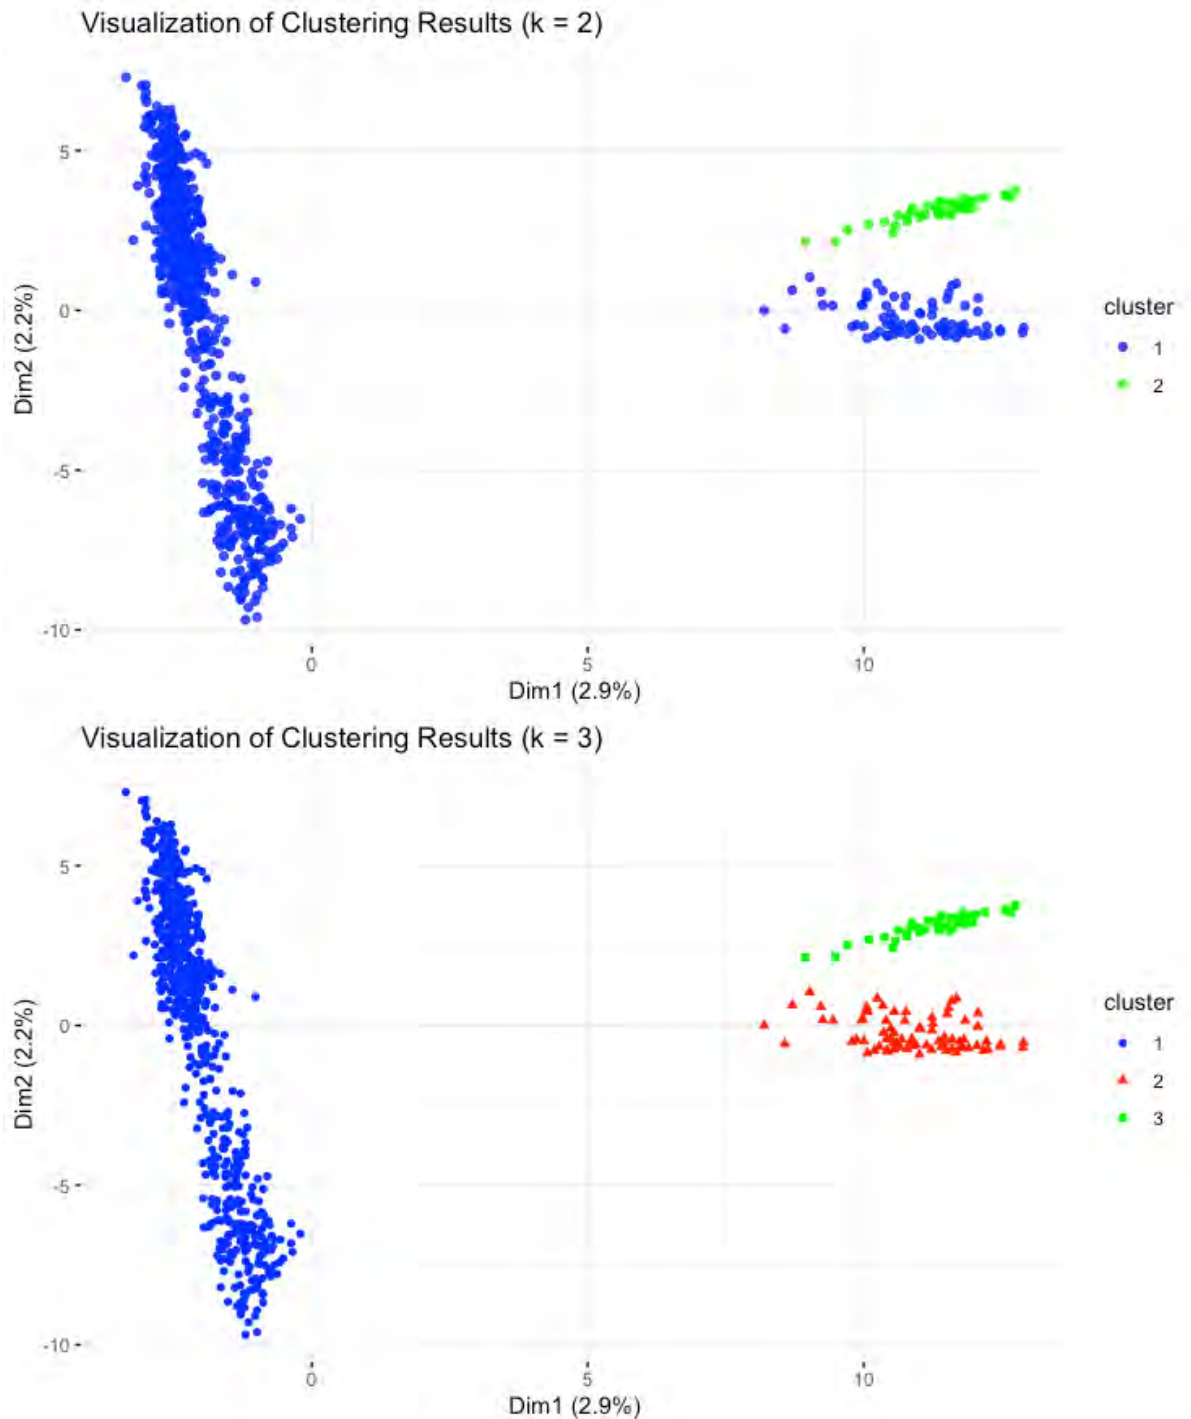 Visualization of Clustering Results (k = 2)
5
0
-5
-10
Dim2 (2.2%)
0 5 10
Dim1 (2.9%)
cluster
1
2
Visualization of Clustering Results (k = 3)
5
0
-5
-10
Dim2 (2.2%)
0 5 10
Dim1 (2.9%)
cluster
1
2
3